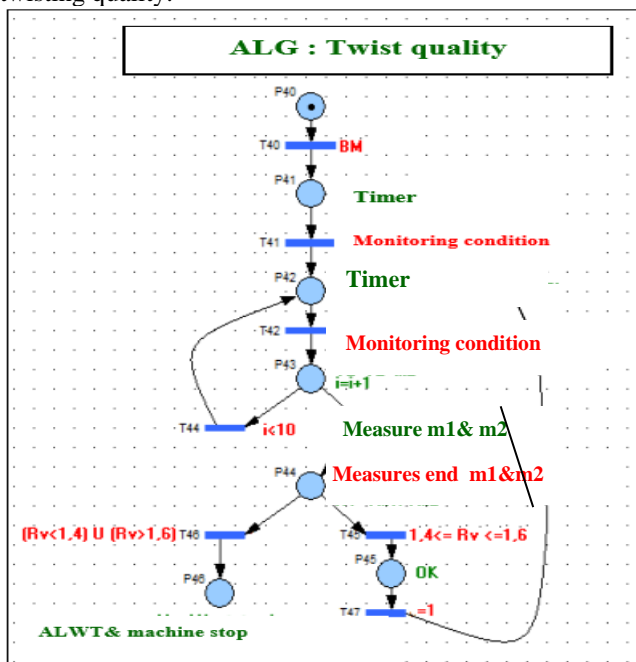 twisting quality.
ALG : Twist quality
P40
T40 BM
P41
Timer
T41 Monitoring condition
P42 Timer
T42
Monitoring condition
P43
i=i+1
T44 i<10
Measure m1& m2
P44 Measures end m1&m2
(Rv<1,4) U (Rv>1,6) T46
1,4<= Rv <=1,6
P45
OK
P46
T47 =1
ALWT& machine stop